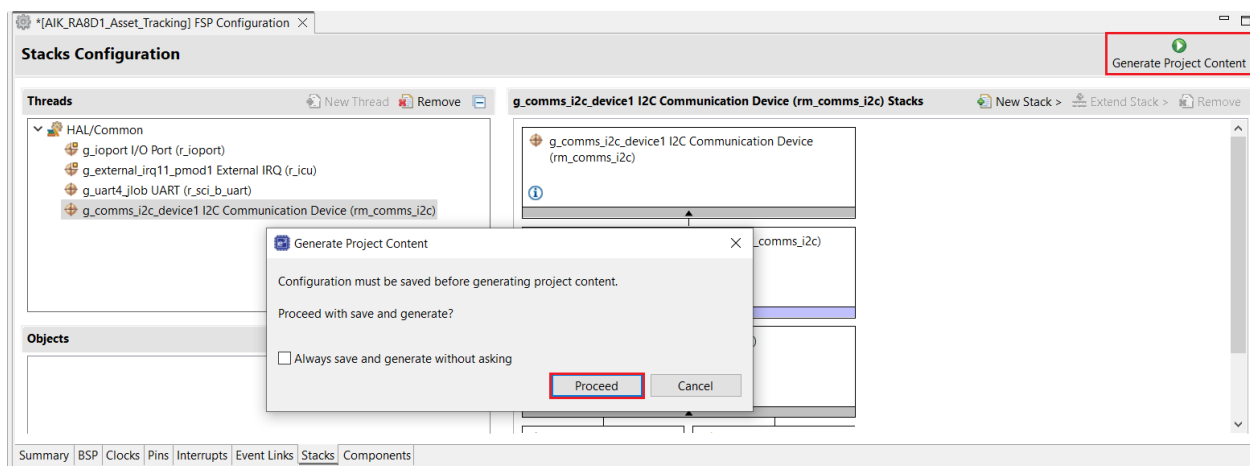 *[AIK_RA8D1_Asset_Tracking] FSP Configuration
Stacks Configuration
Generate Project Content
Threads
New Thread
Remove
HAL/Common
g_ioport I/O Port (r_ioport)
g_external_irq11_pmod1 External IRQ (r_icu)
g_uart4_jlob UART (r_sci_b_uart)
g_comms_i2c_device1 I2C Communication Device (rm_comms_i2c)
Objects
g_comms_i2c_device1 I2C Communication Device (rm_comms_i2c) Stacks
New Stack >
Extend Stack >
Remove
g_comms_i2c_device1 I2C Communication Device
(rm_comms_i2c)
_comms_i2c)
Generate Project Content
Configuration must be saved before generating project content.
Proceed with save and generate?
Always save and generate without asking
Proceed
Cancel
Summary
BSP
Clocks
Pins
Interrupts
Event Links
Stacks
Components